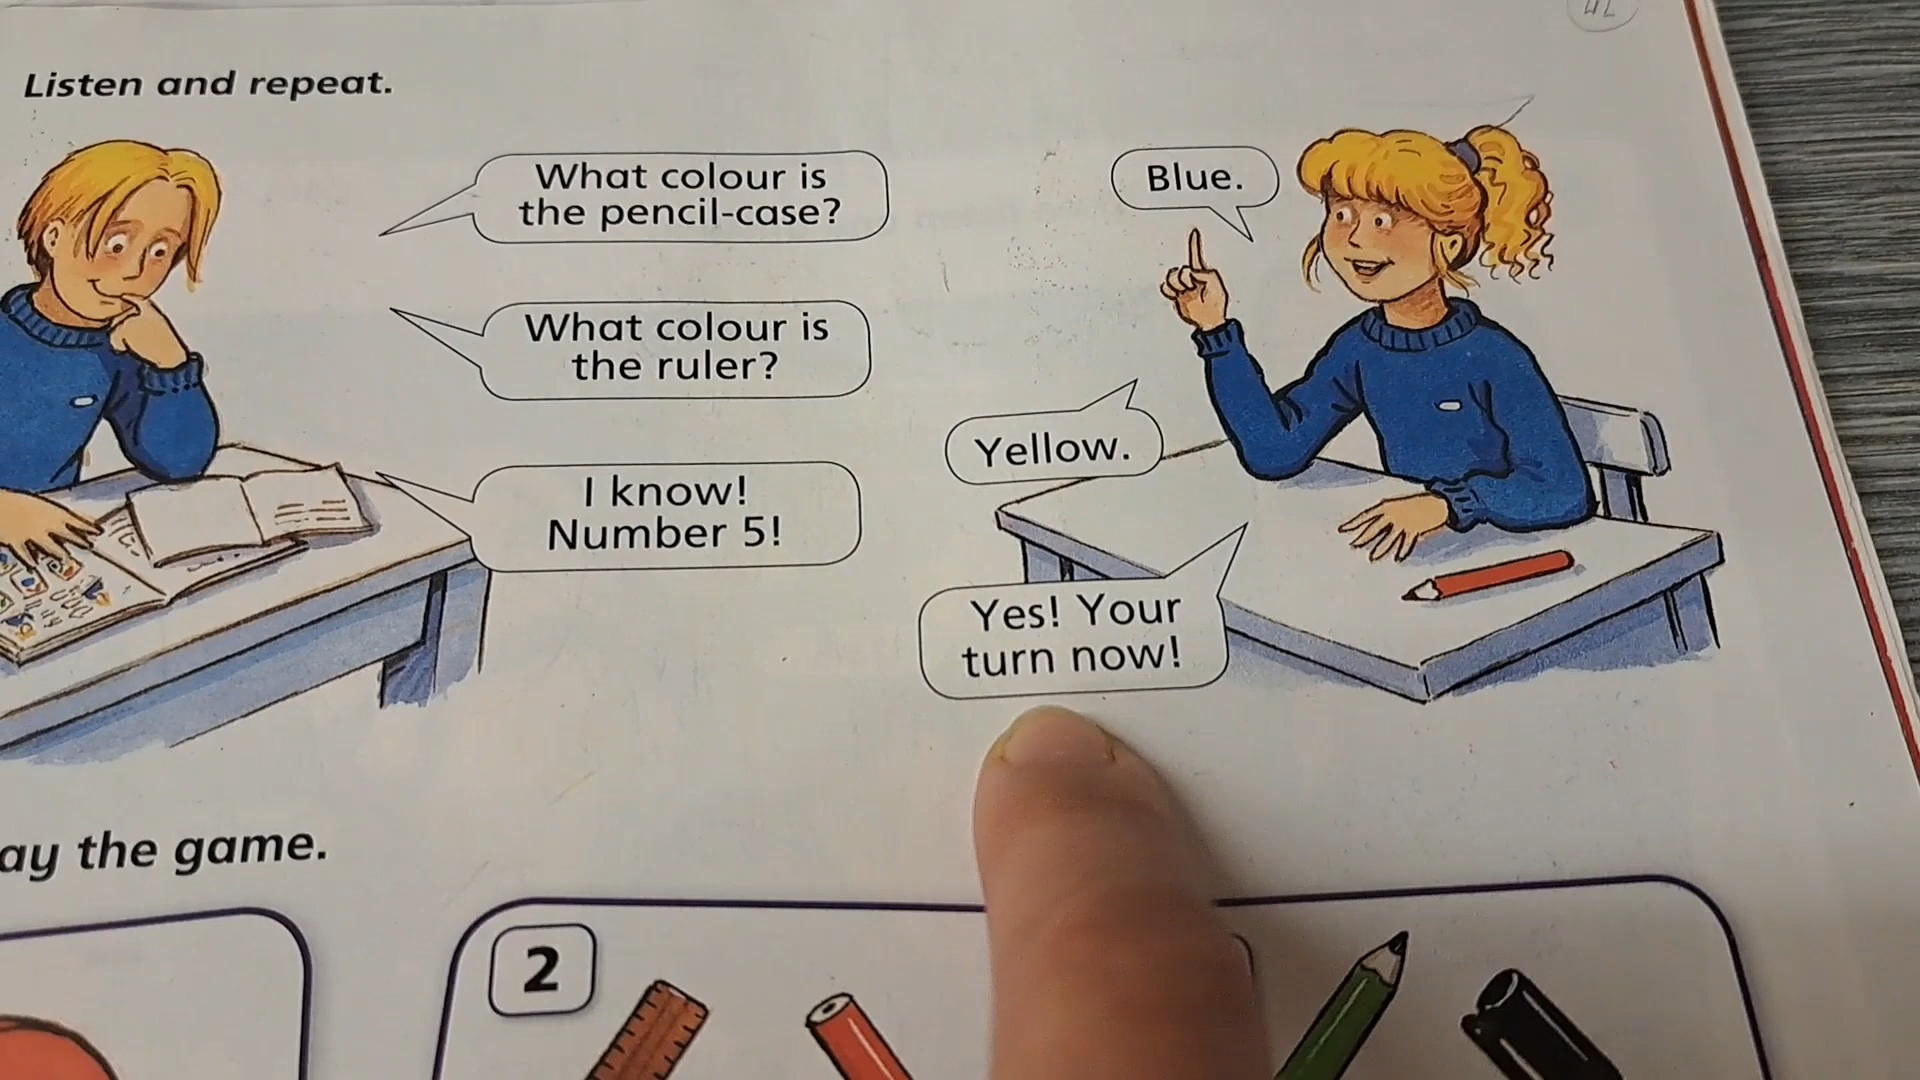 Listen and repeat.
What colour is
the pencil-case?
Blue.
What colour is
the ruler?
Yellow.
I know!
Number 5!
Yes! Your
turn now!
ay the game.
2